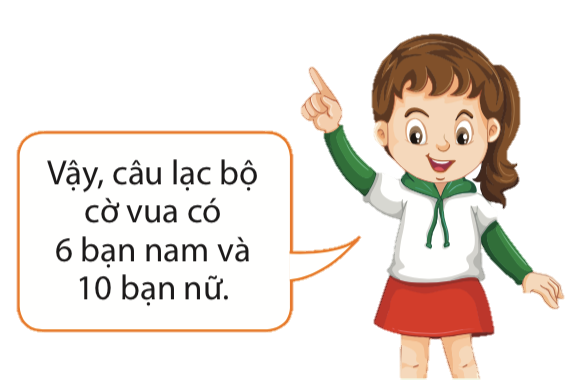 Vậy, câu lạc bộ
cờ vua có
6 bạn nam và
10 bạn nữ.